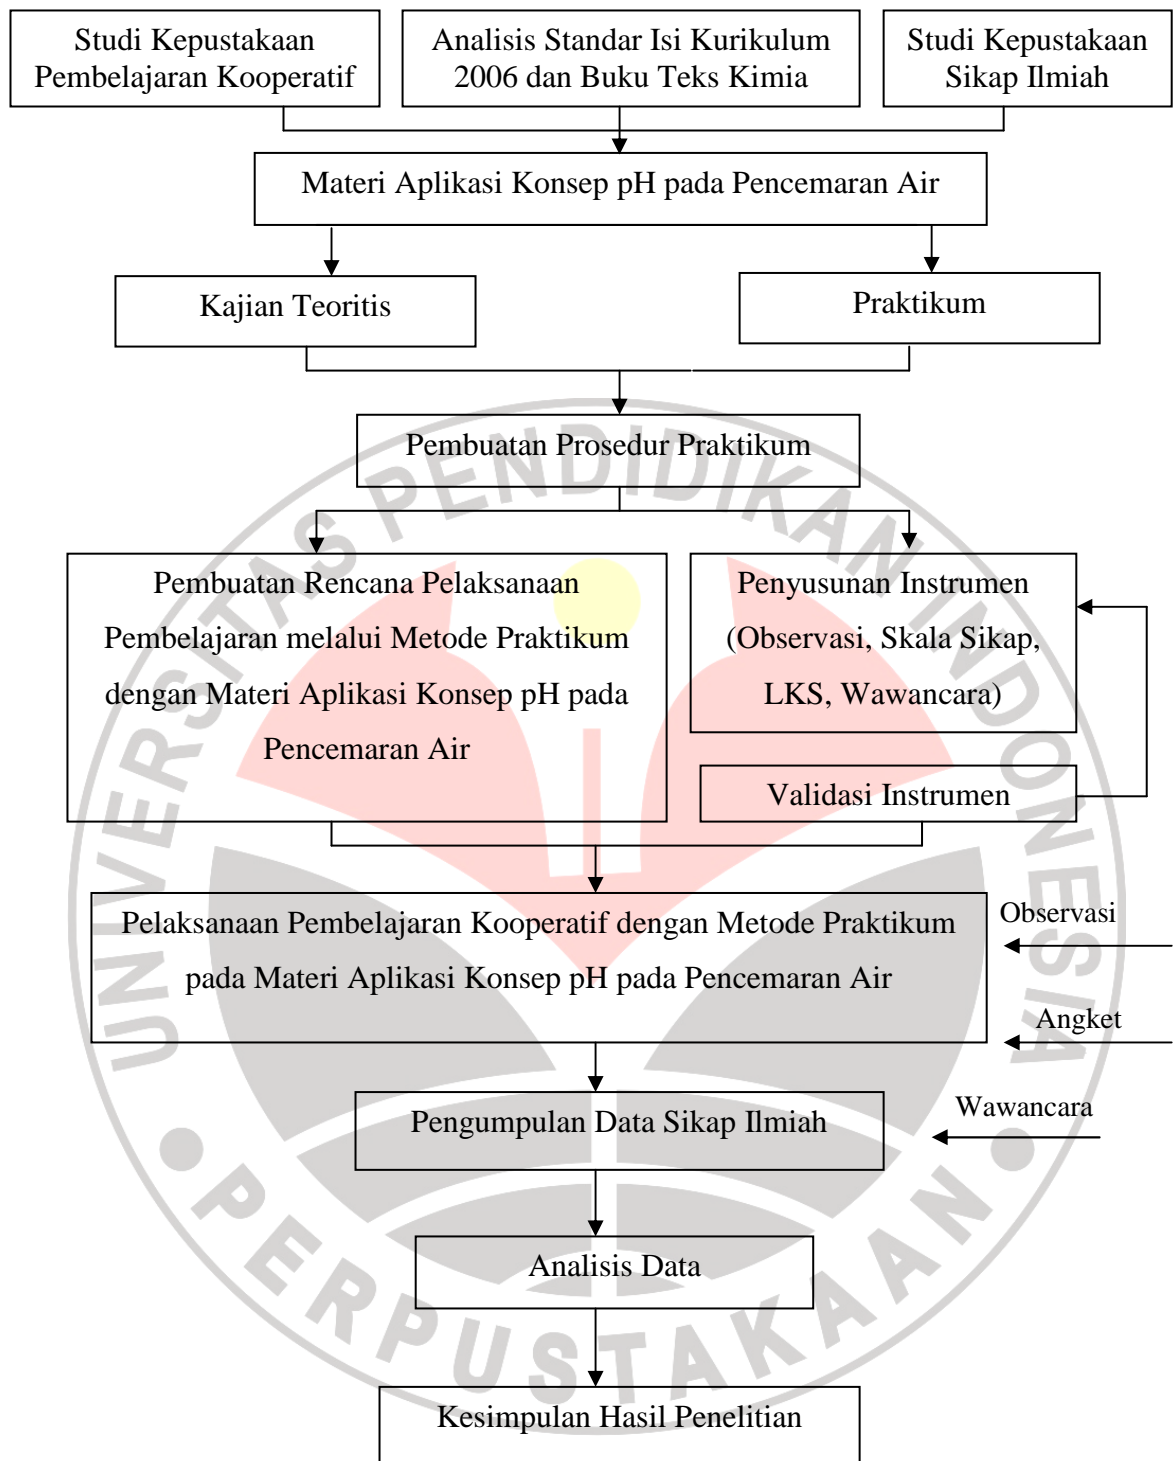 Studi Kepustakaan
Pembelajaran Kooperatif
Analisis Standar Isi Kurikulum
2006 dan Buku Teks Kimia
Studi Kepustakaan
Sikap Ilmiah
Materi Aplikasi Konsep pH pada Pencemaran Air
Kajian Teoritis
Praktikum
Pembuatan Prosedur Praktikum
Pembuatan Rencana Pelaksanaan
Pembelajaran melalui Metode Praktikum
dengan Materi Aplikasi Konsep pH pada
Pencemaran Air
Penyusunan Instrumen
(Observasi, Skala Sikap,
LKS, Wawancara)
Validasi Instrumen
Pelaksanaan Pembelajaran Kooperatif dengan Metode Praktikum
pada Materi Aplikasi Konsep pH pada Pencemaran Air
Observasi
Angket
Pengumpulan Data Sikap Ilmiah
Wawancara
Analisis Data
Kesimpulan Hasil Penelitian
UNIVERSITAS PENDIDIKAN INDONESIA
PERPUSTAKAAN